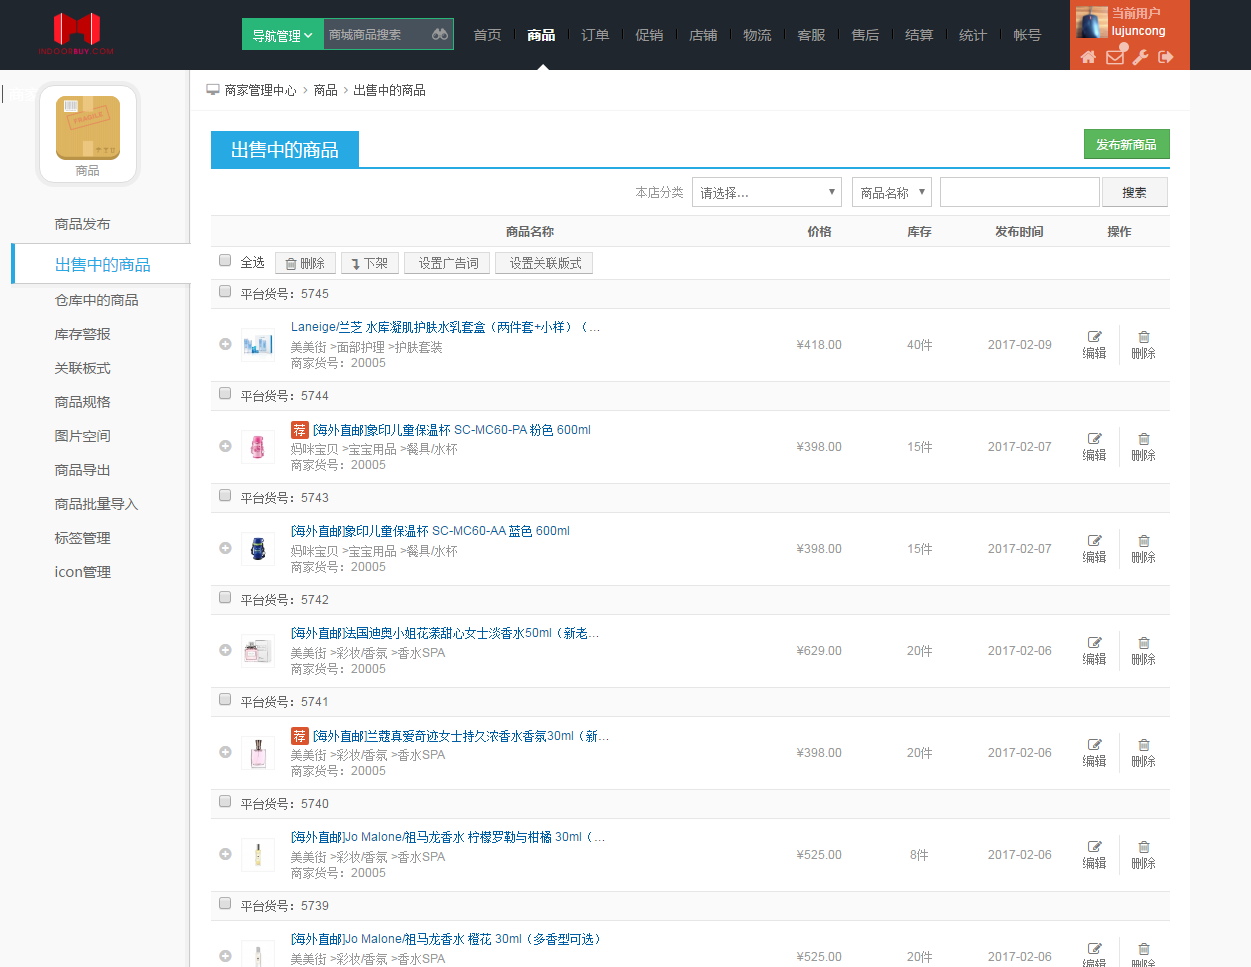 INDOORBUY.COM
导航管理
商城商品搜索
首页
商品
订单
促销
店铺
物流
客服
售后
结算
统计
帐号
当前用户
lujuncong
商品
商品发布
出售中的商品
仓库中的商品
库存警报
关联板式
商品规格
图片空间
商品导出
商品批量导入
标签管理
icon管理
商家管理中心 › 商品 › 出售中的商品
出售中的商品
发布新商品
本店分类 请选择... 商品名称 搜索
商品名称 价格 库存 发布时间 操作
全选 删除 下架 设置广告词 设置关联版式
平台货号：5745
Laneige/兰芝 水库凝肌护肤水乳套盒（两件套+小样）（...
美美街 >面部护理 >护肤套装
商家货号：20005
¥418.00 40件 2017-02-09 编辑 删除
平台货号：5744
荐 [海外直邮]象印儿童保温杯 SC-MC60-PA 粉色 600ml
妈咪宝贝 >宝宝用品 >餐具/水杯
商家货号：20005
¥398.00 15件 2017-02-07 编辑 删除
平台货号：5743
[海外直邮]象印儿童保温杯 SC-MC60-AA 蓝色 600ml
妈咪宝贝 >宝宝用品 >餐具/水杯
商家货号：20005
¥398.00 15件 2017-02-07 编辑 删除
平台货号：5742
[海外直邮]法国迪奥小姐花漾甜心女士淡香水50ml（新老...
美美街 >彩妆/香氛 >香水SPA
商家货号：20005
¥629.00 20件 2017-02-06 编辑 删除
平台货号：5741
荐 [海外直邮]兰蔻真爱奇迹女士持久浓香水香氛30ml（新...
美美街 >彩妆/香氛 >香水SPA
商家货号：20005
¥398.00 20件 2017-02-06 编辑 删除
平台货号：5740
[海外直邮]Jo Malone/祖马龙香水 柠檬罗勒与柑橘 30ml（...
美美街 >彩妆/香氛 >香水SPA
商家货号：20005
¥525.00 8件 2017-02-06 编辑 删除
平台货号：5739
[海外直邮]Jo Malone/祖马龙香水 橙花 30ml（多香型可选）
美美街 >彩妆/香氛 >香水SPA
¥525.00 20件 2017-02-06 编辑 删除